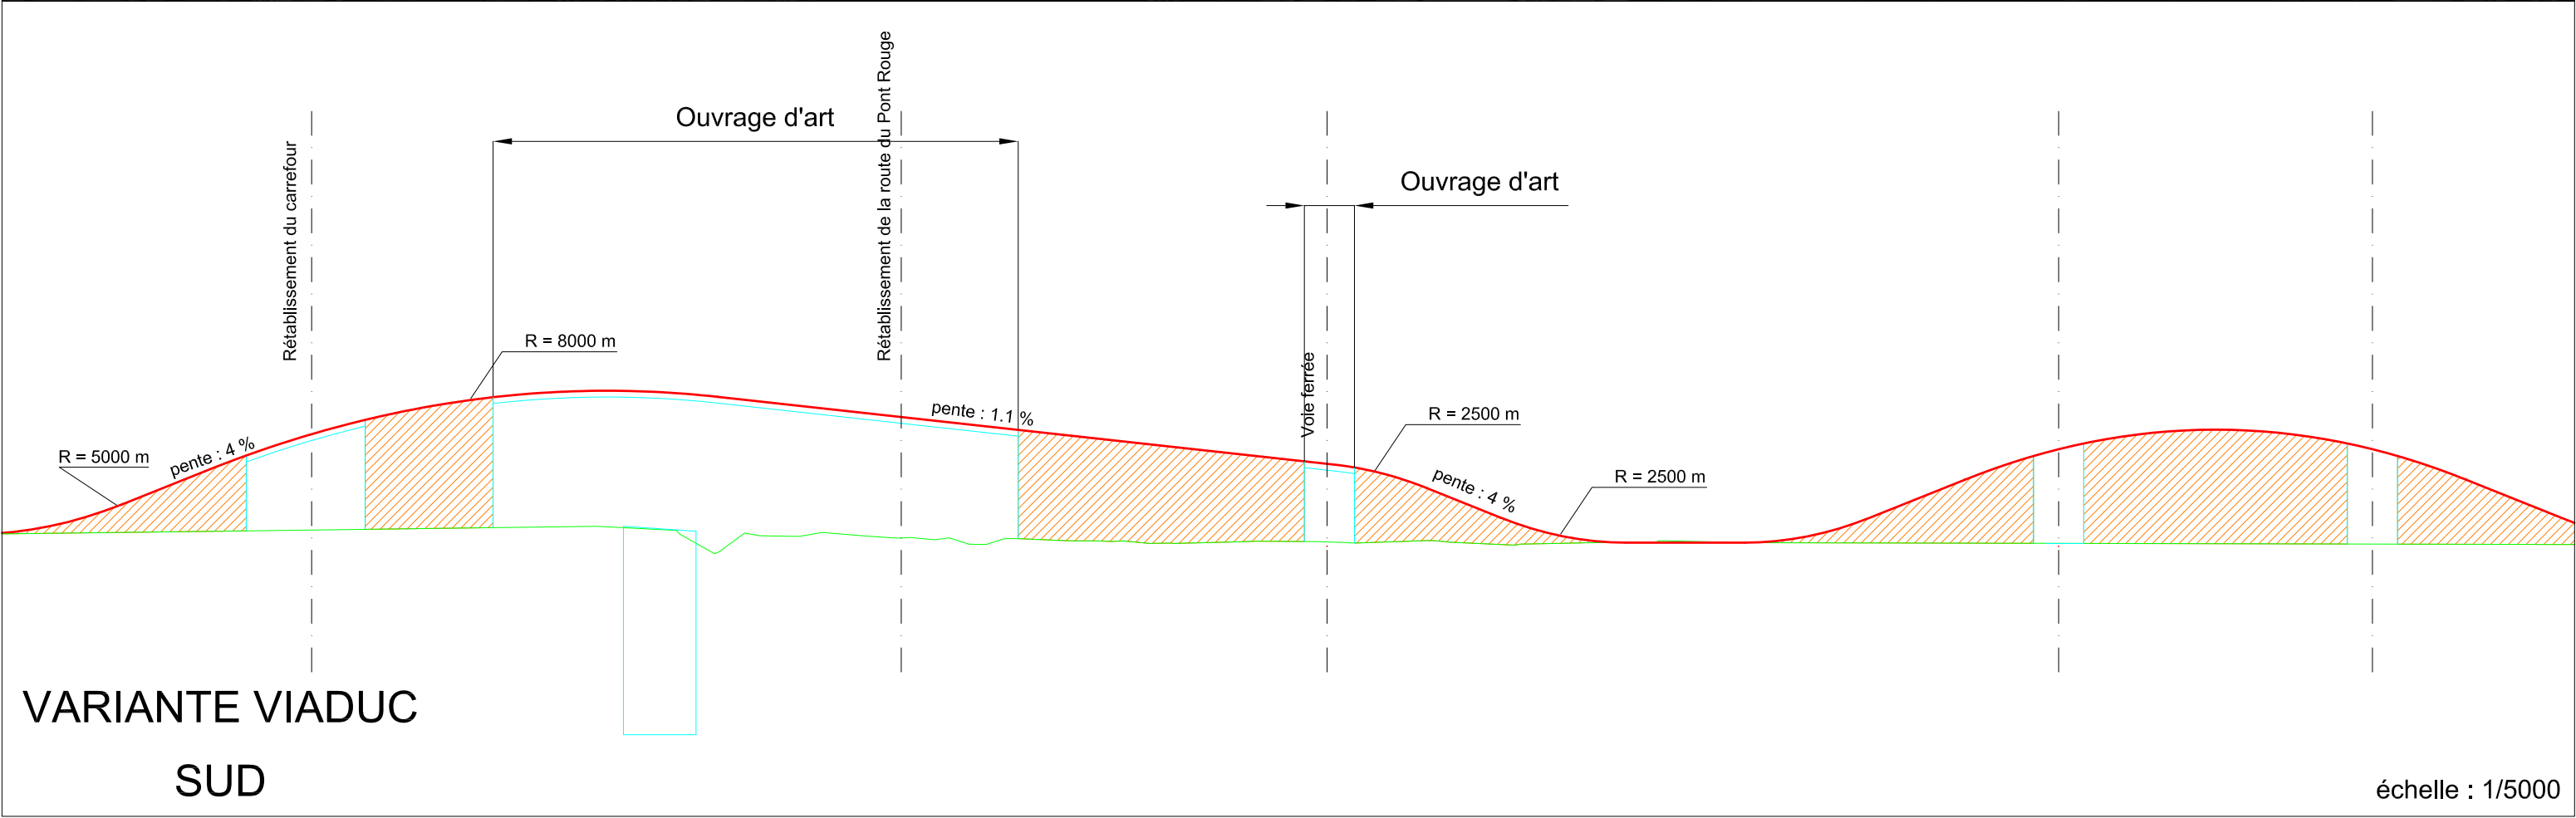 Rétablissement du carrefour
Ouvrage d'art
Rétablissement de la route du Pont Rouge
Ouvrage d'art
Voie ferrée
R = 5000 m
pente : 4 %
R = 8000 m
pente : 1.1 %
R = 2500 m
pente : 4 %
R = 2500 m
VARIANTE VIADUC
SUD
échelle : 1/5000